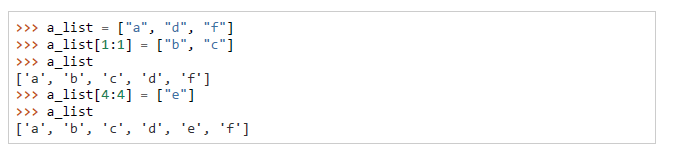 >>> a_list = ["a", "d", "f"]
>>> a_list[1:1] = ["b", "c"]
>>> a_list
['a', 'b', 'c', 'd', 'f']
>>> a_list[4:4] = ["e"]
>>> a_list
['a', 'b', 'c', 'd', 'e', 'f']